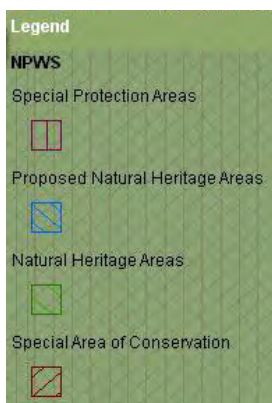 Legend
NPWS
Special Protection Areas
Proposed Natural Heritage Areas
Natural Heritage Areas
Special Area of Conservation